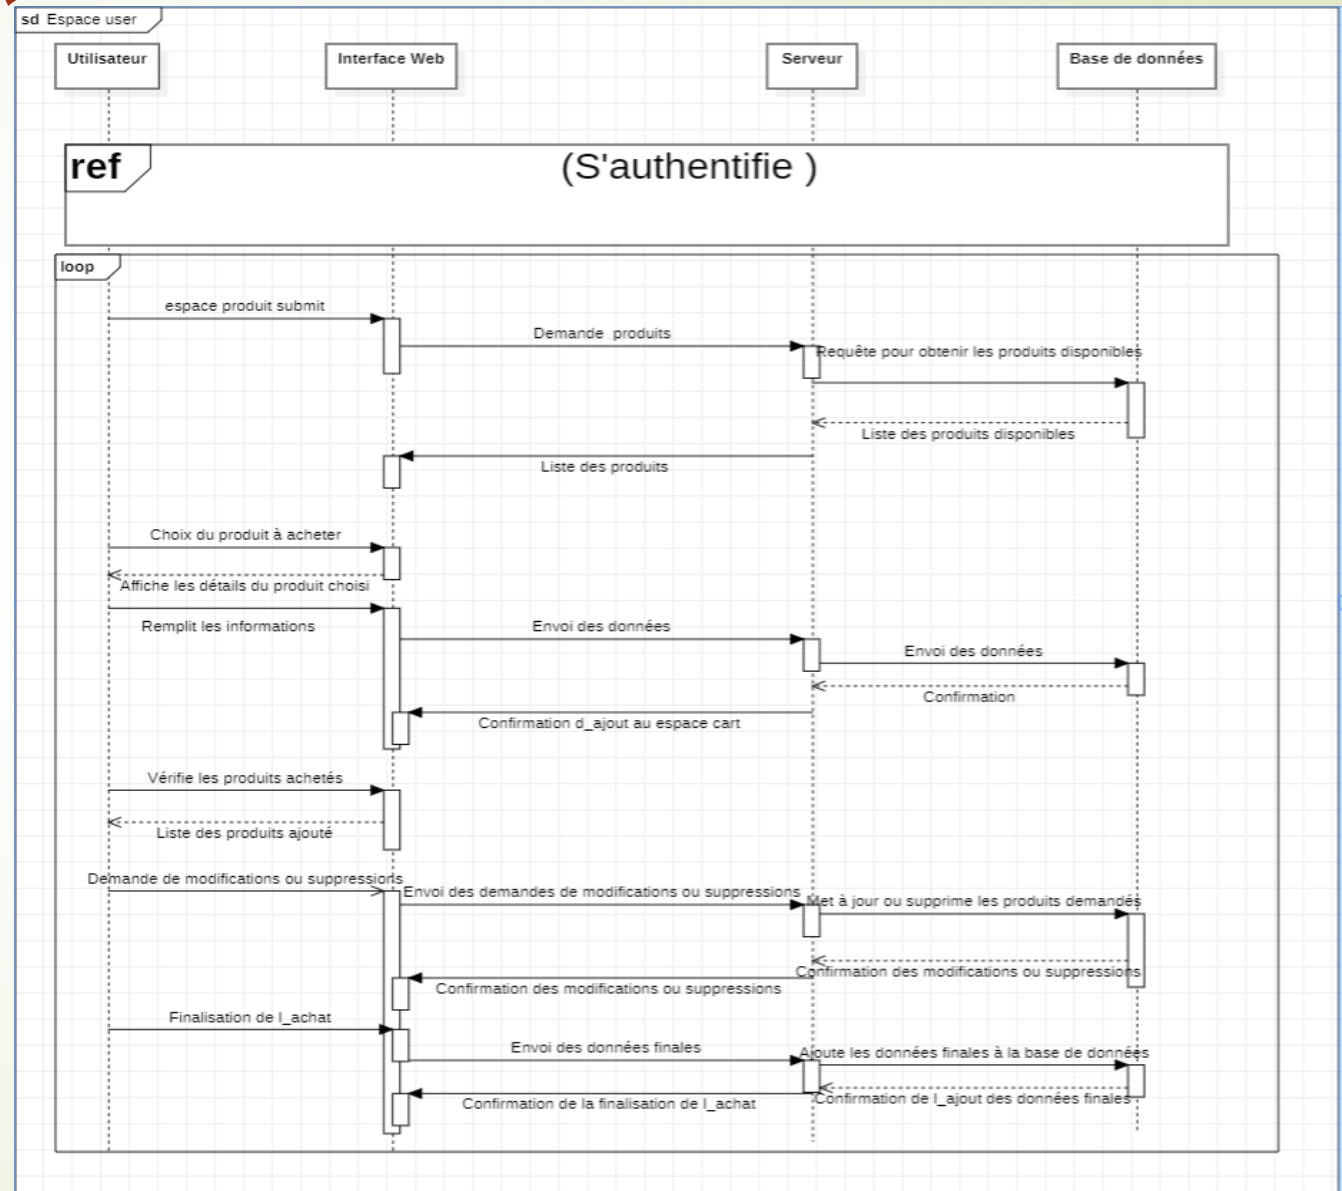 sd Espace user
Utilisateur
Interface Web
Serveur
Base de données
ref
(S'authentifie )
loop
espace produit submit
Demande produits
Requête pour obtenir les produits disponibles
Liste des produits disponibles
Liste des produits
Choix du produit à acheter
Affiche les détails du produit choisi
Remplit les informations
Envoi des données
Envoi des données
Confirmation
Confirmation d_ajout au espace cart
Vérifie les produits achetés
Liste des produits ajouté
Demande de modifications ou suppressions
Envoi des demandes de modifications ou suppressions
Met à jour ou supprime les produits demandés
Confirmation des modifications ou suppressions
Confirmation des modifications ou suppressions
Finalisation de l_achat
Envoi des données finales
Ajoute les données finales à la base de données
Confirmation de l_ajout des données finales
Confirmation de la finalisation de l_achat